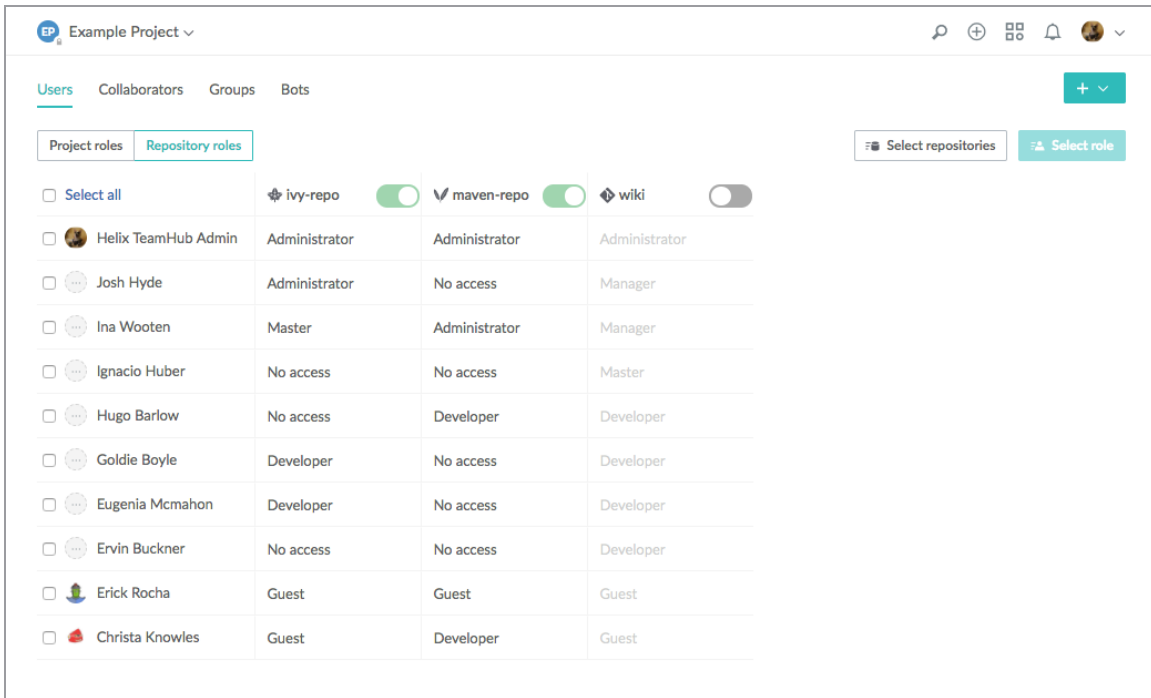 EP Example Project
Users Collaborators Groups Bots
+
Project roles Repository roles Select repositories Select role
Select all ivy-repo maven-repo wiki
Helix TeamHub Admin Administrator Administrator Administrator
Josh Hyde Administrator No access Manager
Ina Wooten Master Administrator Manager
Ignacio Huber No access No access Master
Hugo Barlow No access Developer Developer
Goldie Boyle Developer No access Developer
Eugenia Mcmahon Developer No access Developer
Ervin Buckner No access No access Developer
Erick Rocha Guest Guest Guest
Christa Knowles Guest Developer Guest